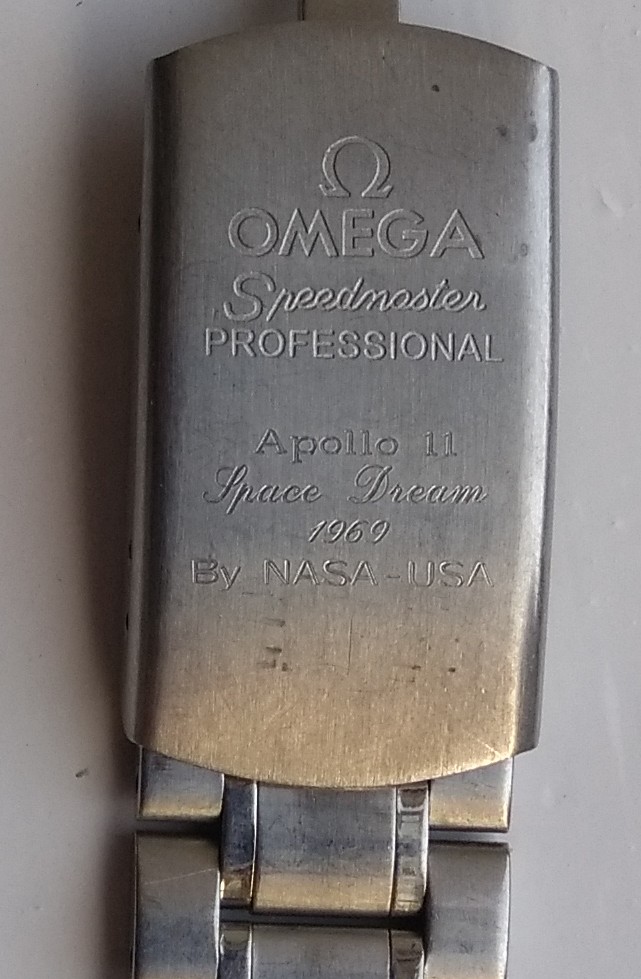 Ω
OMEGA
Speedmaster
PROFESSIONAL
Apollo 11
Space Dream
1969
By NASA-USA